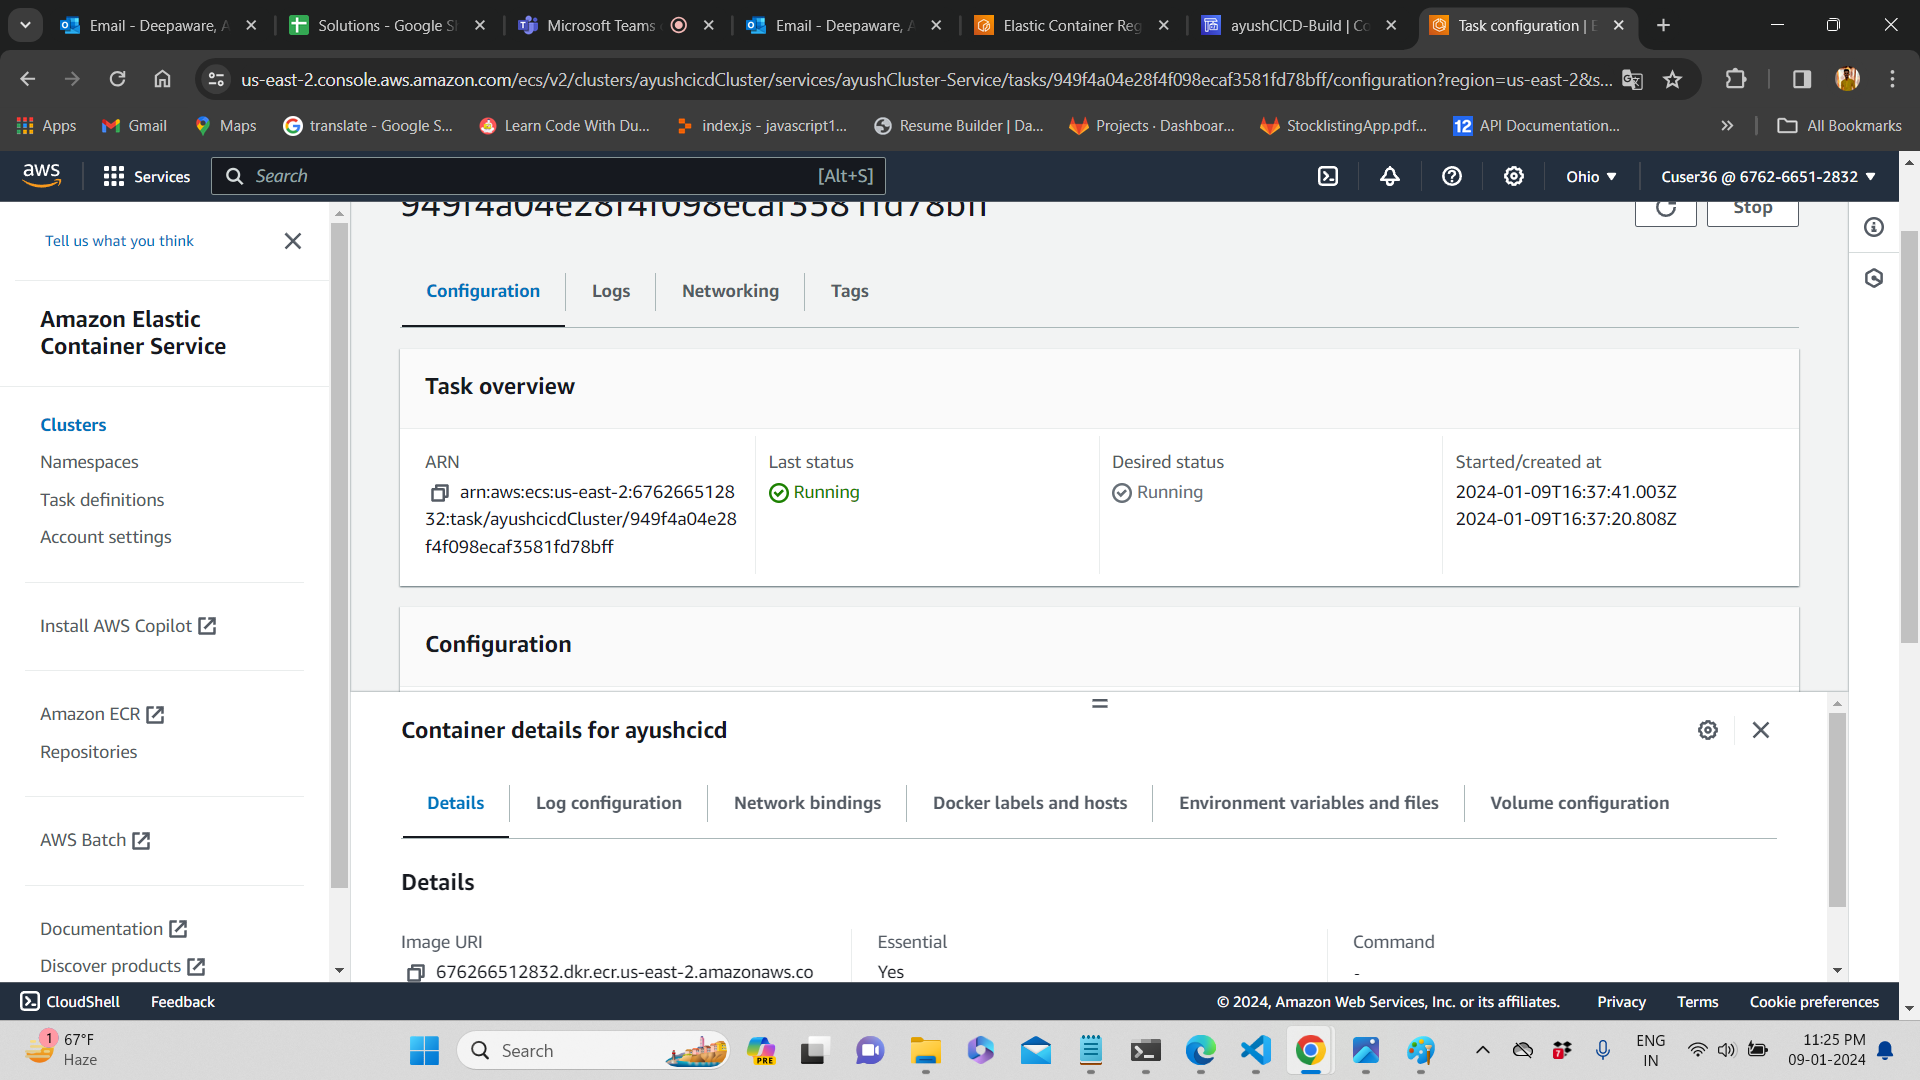 Email - Deepaware, A
Solutions - Google Sh
Microsoft Teams
Email - Deepaware, A
Elastic Container Reg
ayushCICD-Build | Co
Task configuration | E
us-east-2.console.aws.amazon.com/ecs/v2/clusters/ayushcicdCluster/services/ayushCluster-Service/tasks/949f4a04e28f4f098ecaf3581fd78bff/configuration?region=us-east-2&s...
Apps
Gmail
Maps
translate - Google S...
Learn Code With Du...
index.js - javascript1...
Resume Builder | Da...
Projects · Dashboar...
StocklistingApp.pdf...
12 API Documentation...
All Bookmarks
aws
Services
Search
[Alt+S]
Ohio
Cuser36 @ 6762-6651-2832
949f4a04e28f4f098ecaf3581fd78bff
Stop
Tell us what you think
Amazon Elastic
Container Service
Clusters
Namespaces
Task definitions
Account settings
Install AWS Copilot
Amazon ECR
Repositories
AWS Batch
Documentation
Discover products
Configuration
Logs
Networking
Tags
Task overview
ARN
arn:aws:ecs:us-east-2:6762665128
32:task/ayushcicdCluster/949f4a04e28
f4f098ecaf3581fd78bff
Last status
Running
Desired status
Running
Started/created at
2024-01-09T16:37:41.003Z
2024-01-09T16:37:20.808Z
Configuration
Container details for ayushcicd
Details
Log configuration
Network bindings
Docker labels and hosts
Environment variables and files
Volume configuration
Details
Image URI
676266512832.dkr.ecr.us-east-2.amazonaws.co
Essential
Yes
Command
-
CloudShell
Feedback
© 2024, Amazon Web Services, Inc. or its affiliates.
Privacy
Terms
Cookie preferences
1
67°F
Haze
Search
PRE
7
ENG
IN
11:25 PM
09-01-2024